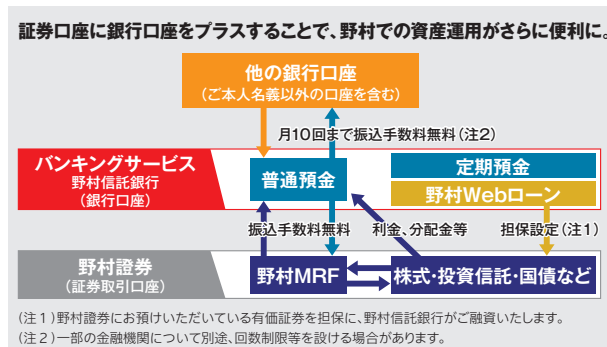 証券口座に銀行口座をプラスすることで、野村での資産運用がさらに便利に。
他の銀行口座
（ご本人名義以外の口座を含む）
月10回まで振込手数料無料（注2）
バンキングサービス
野村信託銀行
（銀行口座）
普通預金
定期預金
野村Webローン
振込手数料無料
利金、分配金等
担保設定（注1）
野村證券
（証券取引口座）
野村MRF
株式・投資信託・国債など
（注1）野村證券にお預けいただいている有価証券を担保に、野村信託銀行がご融資いたします。
（注2）一部の金融機関について別途、回数制限等を設ける場合があります。